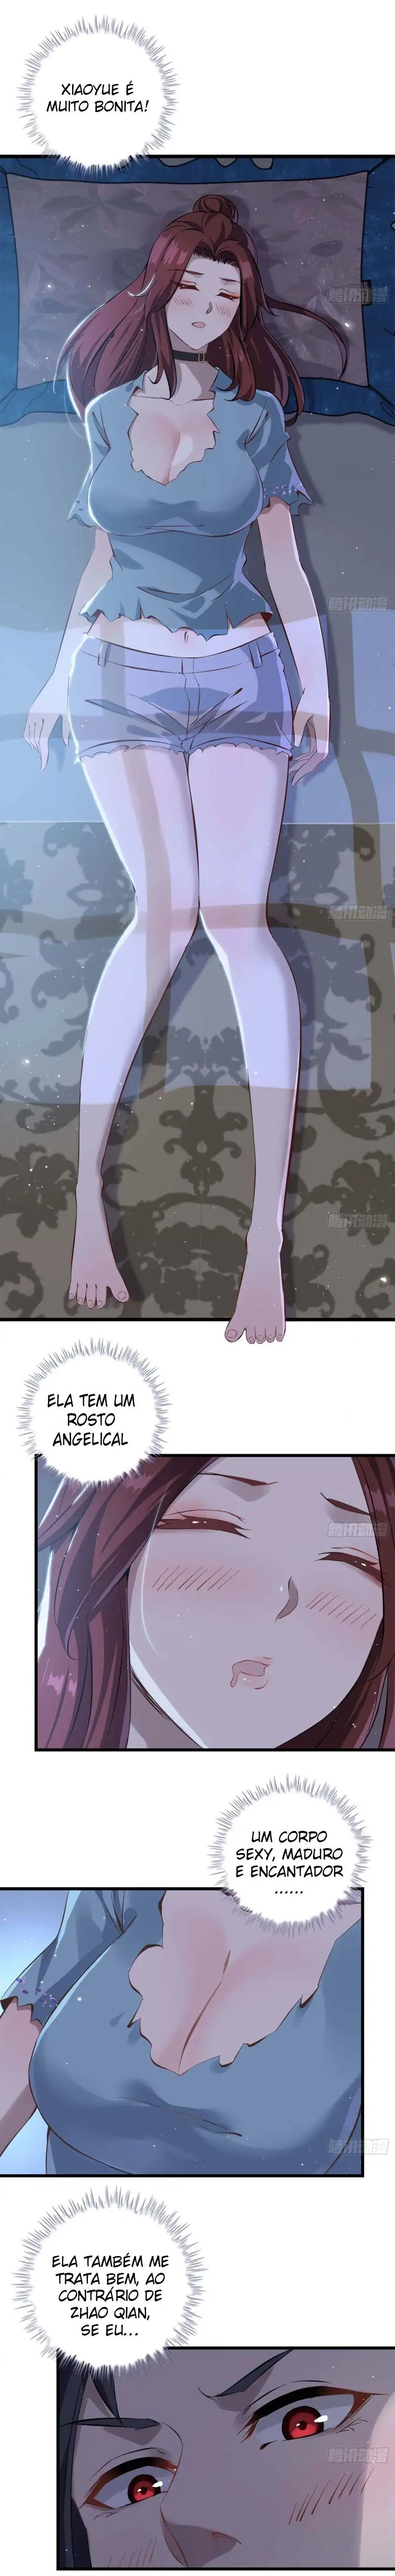 XIAOYUE É
MUITO BONITA!
ELA TEM UM
ROSTO
ANGELICAL
UM CORPO
SEXY, MADURO
E ENCANTADOR
......
ELA TAMBÉM ME
TRATA BEM, AO
CONTRÁRIO DE
ZHAO QIAN,
SE EU...